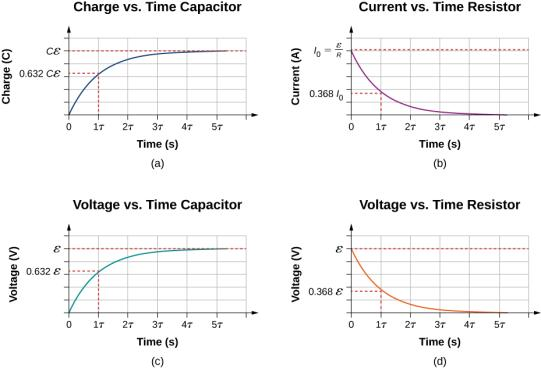 Charge vs. Time Capacitor
Charge (C)
Cℰ
0.632 Cℰ
0 1τ 2τ 3τ 4τ 5τ
Time (s)
(a)
Current vs. Time Resistor
Current (A)
I₀ = ℰ/R
0.368 I₀
0 1τ 2τ 3τ 4τ 5τ
Time (s)
(b)
Voltage vs. Time Capacitor
Voltage (V)
ℰ
0.632 ℰ
0 1τ 2τ 3τ 4τ 5τ
Time (s)
(c)
Voltage vs. Time Resistor
Voltage (V)
ℰ
0.368 ℰ
0 1τ 2τ 3τ 4τ 5τ
Time (s)
(d)